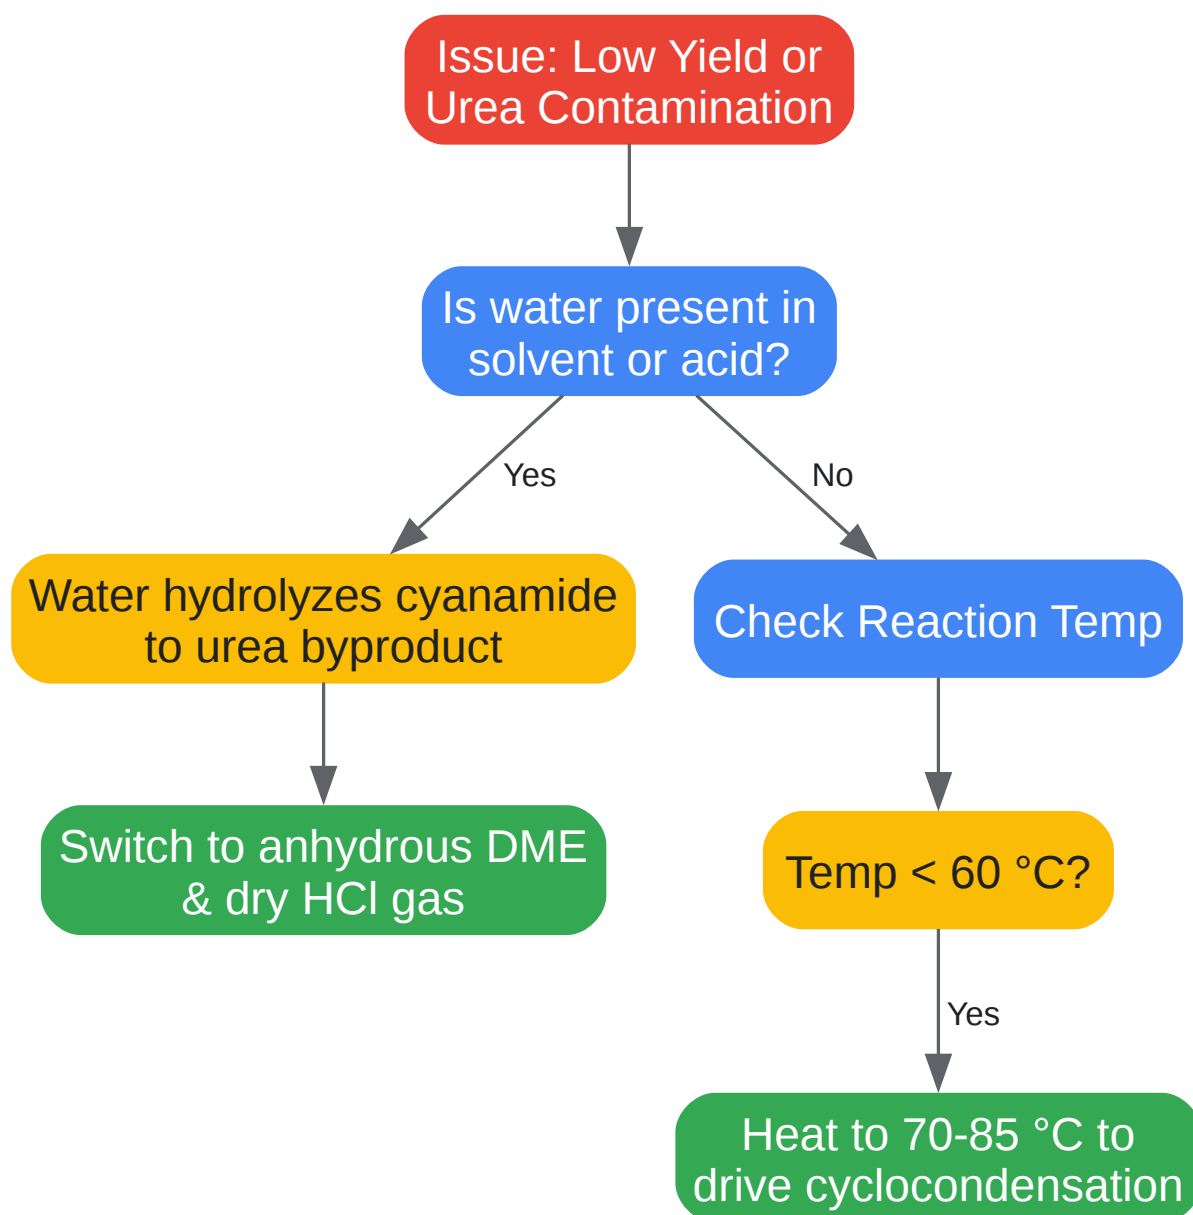 Issue: Low Yield or
Urea Contamination
Is water present in
solvent or acid?
Yes
No
Water hydrolyzes cyanamide
to urea byproduct
Check Reaction Temp
Switch to anhydrous DME
& dry HCl gas
Temp < 60 °C?
Yes
Heat to 70-85 °C to
drive cyclocondensation